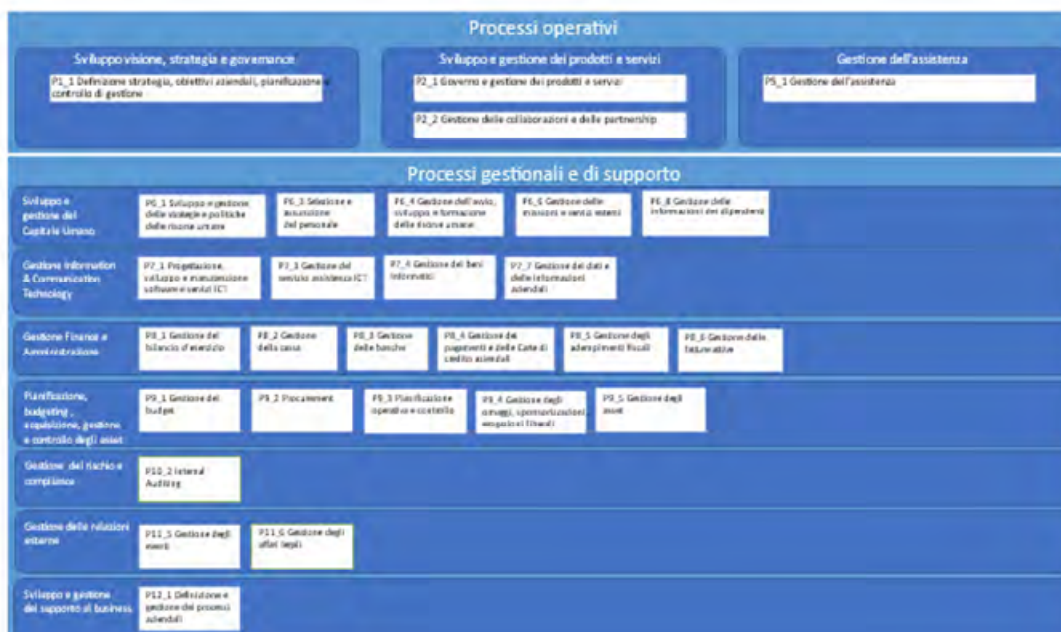 Processi operativi
Sviluppo visione, strategia e governance
P1_1 Definizione strategia, obiettivi aziendali, pianificazione e
controllo di gestione
Sviluppo e gestione dei prodotti e servizi
P2_1 Governo e gestione dei prodotti e servizi
P2_2 Gestione delle collaborazioni e delle partnership
Gestione dell'assistenza
P5_1 Gestione dell'assistenza
Processi gestionali e di supporto
Sviluppo e
gestione del
Capitale Umano
P6_1 Sviluppo e gestione
delle strategie e politiche
delle risorse umane
P6_3 Selezione e
assunzione
del personale
P6_4 Gestione dell'avvio,
sviluppo e formazione
delle risorse umane
P6_6 Gestione delle
missioni e servizi esterni
P6_8 Gestione delle
informazioni dei dipendenti
Gestione Information
& Communication
Technology
P7_1 Progettazione,
sviluppo e manutenzione
software e servizi ICT
P7_3 Gestione del
servizio assistenza ICT
P7_4 Gestione dei beni
informatici
P7_7 Gestione dei dati e
delle informazioni
aziendali
Gestione Finance e
Amministrazione
P8_1 Gestione del
bilancio d'esercizio
P8_2 Gestione
della cassa
P8_3 Gestione
delle banche
P8_4 Gestione dei
pagamenti e delle Carte di
credito aziendali
P8_5 Gestione degli
adempimenti fiscali
P8_6 Gestione delle
Pianificazione,
budgeting,
acquisizione, gestione
e controllo degli asset
P9_1 Gestione del
budget
P9_2 Procurement
P9_3 Pianificazione
operativa e controllo
P9_4 Gestione degli
omaggi, sponsorizzazioni,
P9_5 Gestione degli
asset
Gestione del rischio e
compliance
P10_2 Internal
Auditing
Gestione delle relazioni
esterne
P11_5 Gestione degli
eventi
P11_6 Gestione degli
affari legali
Sviluppo e gestione
del supporto al business
P12_1 Definizione e
gestione dei processi
aziendali